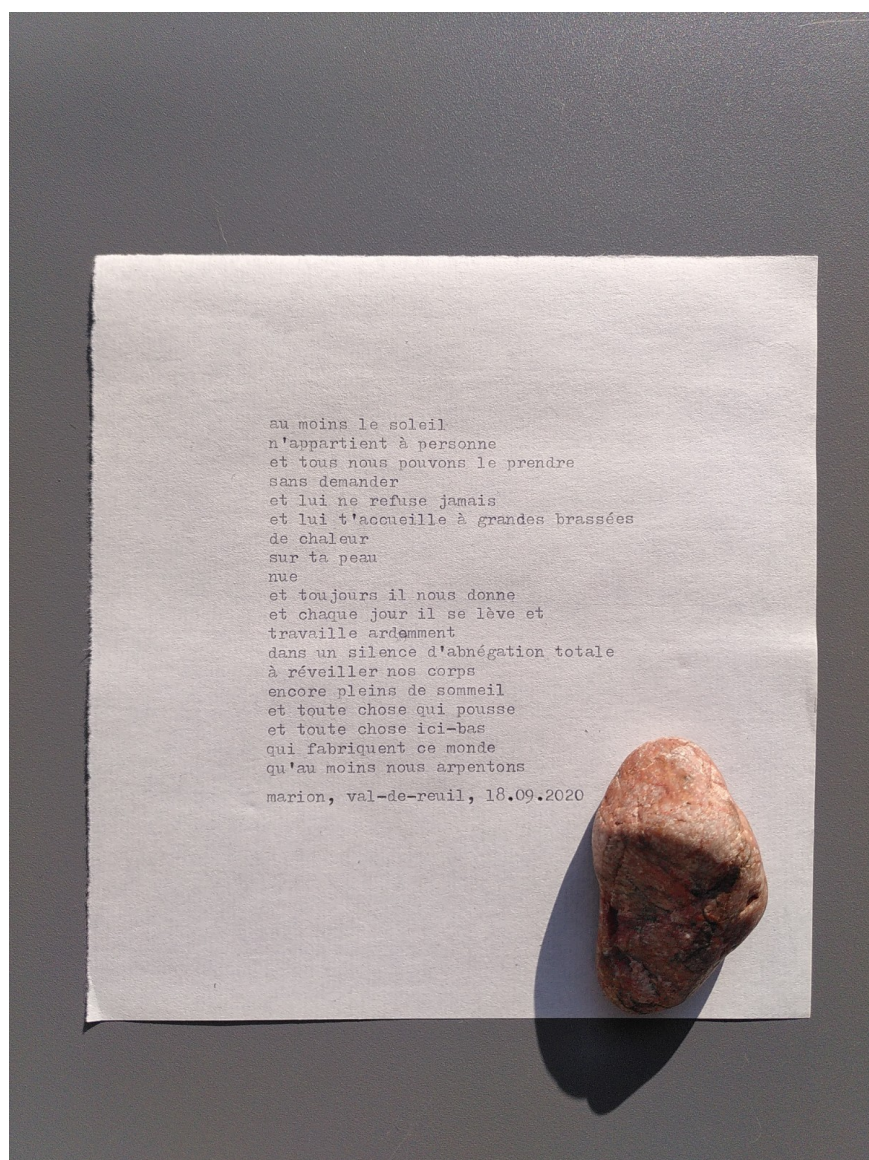 au moins le soleil
n'appartient à personne
et tous nous pouvons le prendre
sans demander
et lui ne refuse jamais
et lui t'accueille à grandes brassées
de chaleur
sur ta peau
nue
et toujours il nous donne
et chaque jour il se lève et
travaille ardemment
dans un silence d'abnégation totale
à réveiller nos corps
encore pleins de sommeil
et toute chose qui pousse
et toute chose ici-bas
qui fabriquent ce monde
qu'au moins nous arpentons
marion, val-de-reuil, 18.09.2020